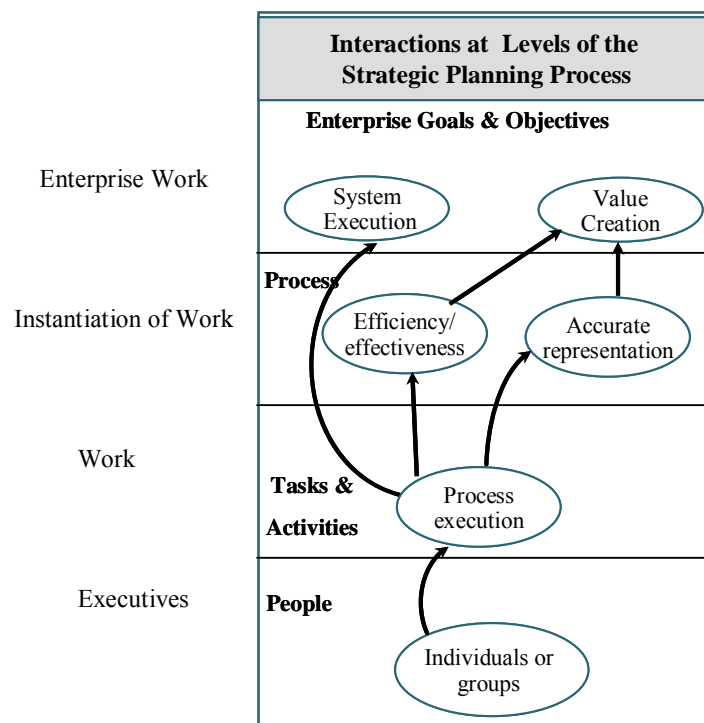 Interactions at Levels of the
Strategic Planning Process
Enterprise Goals & Objectives
Enterprise Work
System
Execution
Value
Creation
Process
Instantiation of Work
Efficiency/
effectiveness
Accurate
representation
Work
Tasks &
Activities
Process
execution
Executives
People
Individuals or
groups